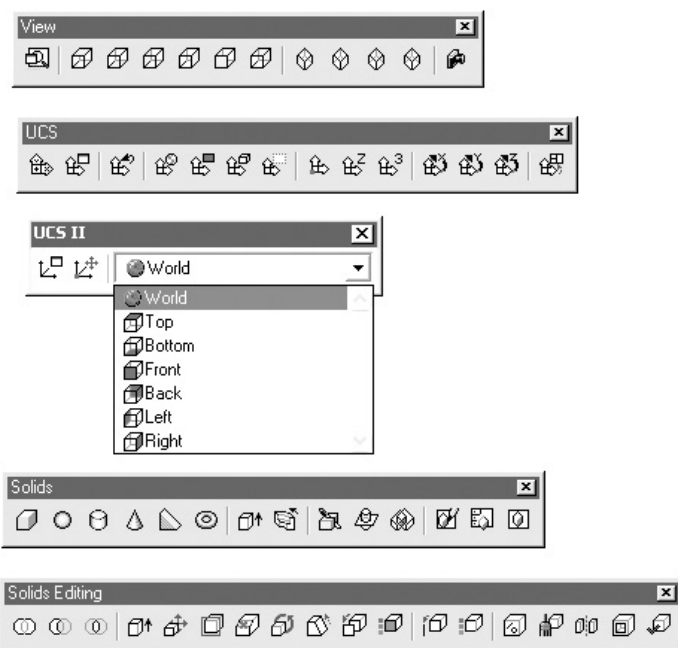 View
UCS
UCS II
World
World
Top
Bottom
Front
Back
Left
Right
Solids
Solids Editing